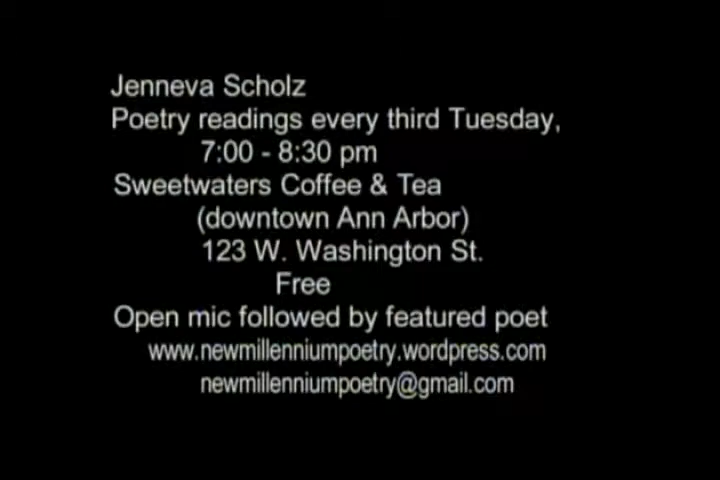 Jenneva Scholz
Poetry readings every third Tuesday,
7:00 - 8:30 pm
Sweetwaters Coffee & Tea
(downtown Ann Arbor)
123 W. Washington St.
Free
Open mic followed by featured poet
www.newmillenniumpoetry.wordpress.com
newmillenniumpoetry@gmail.com